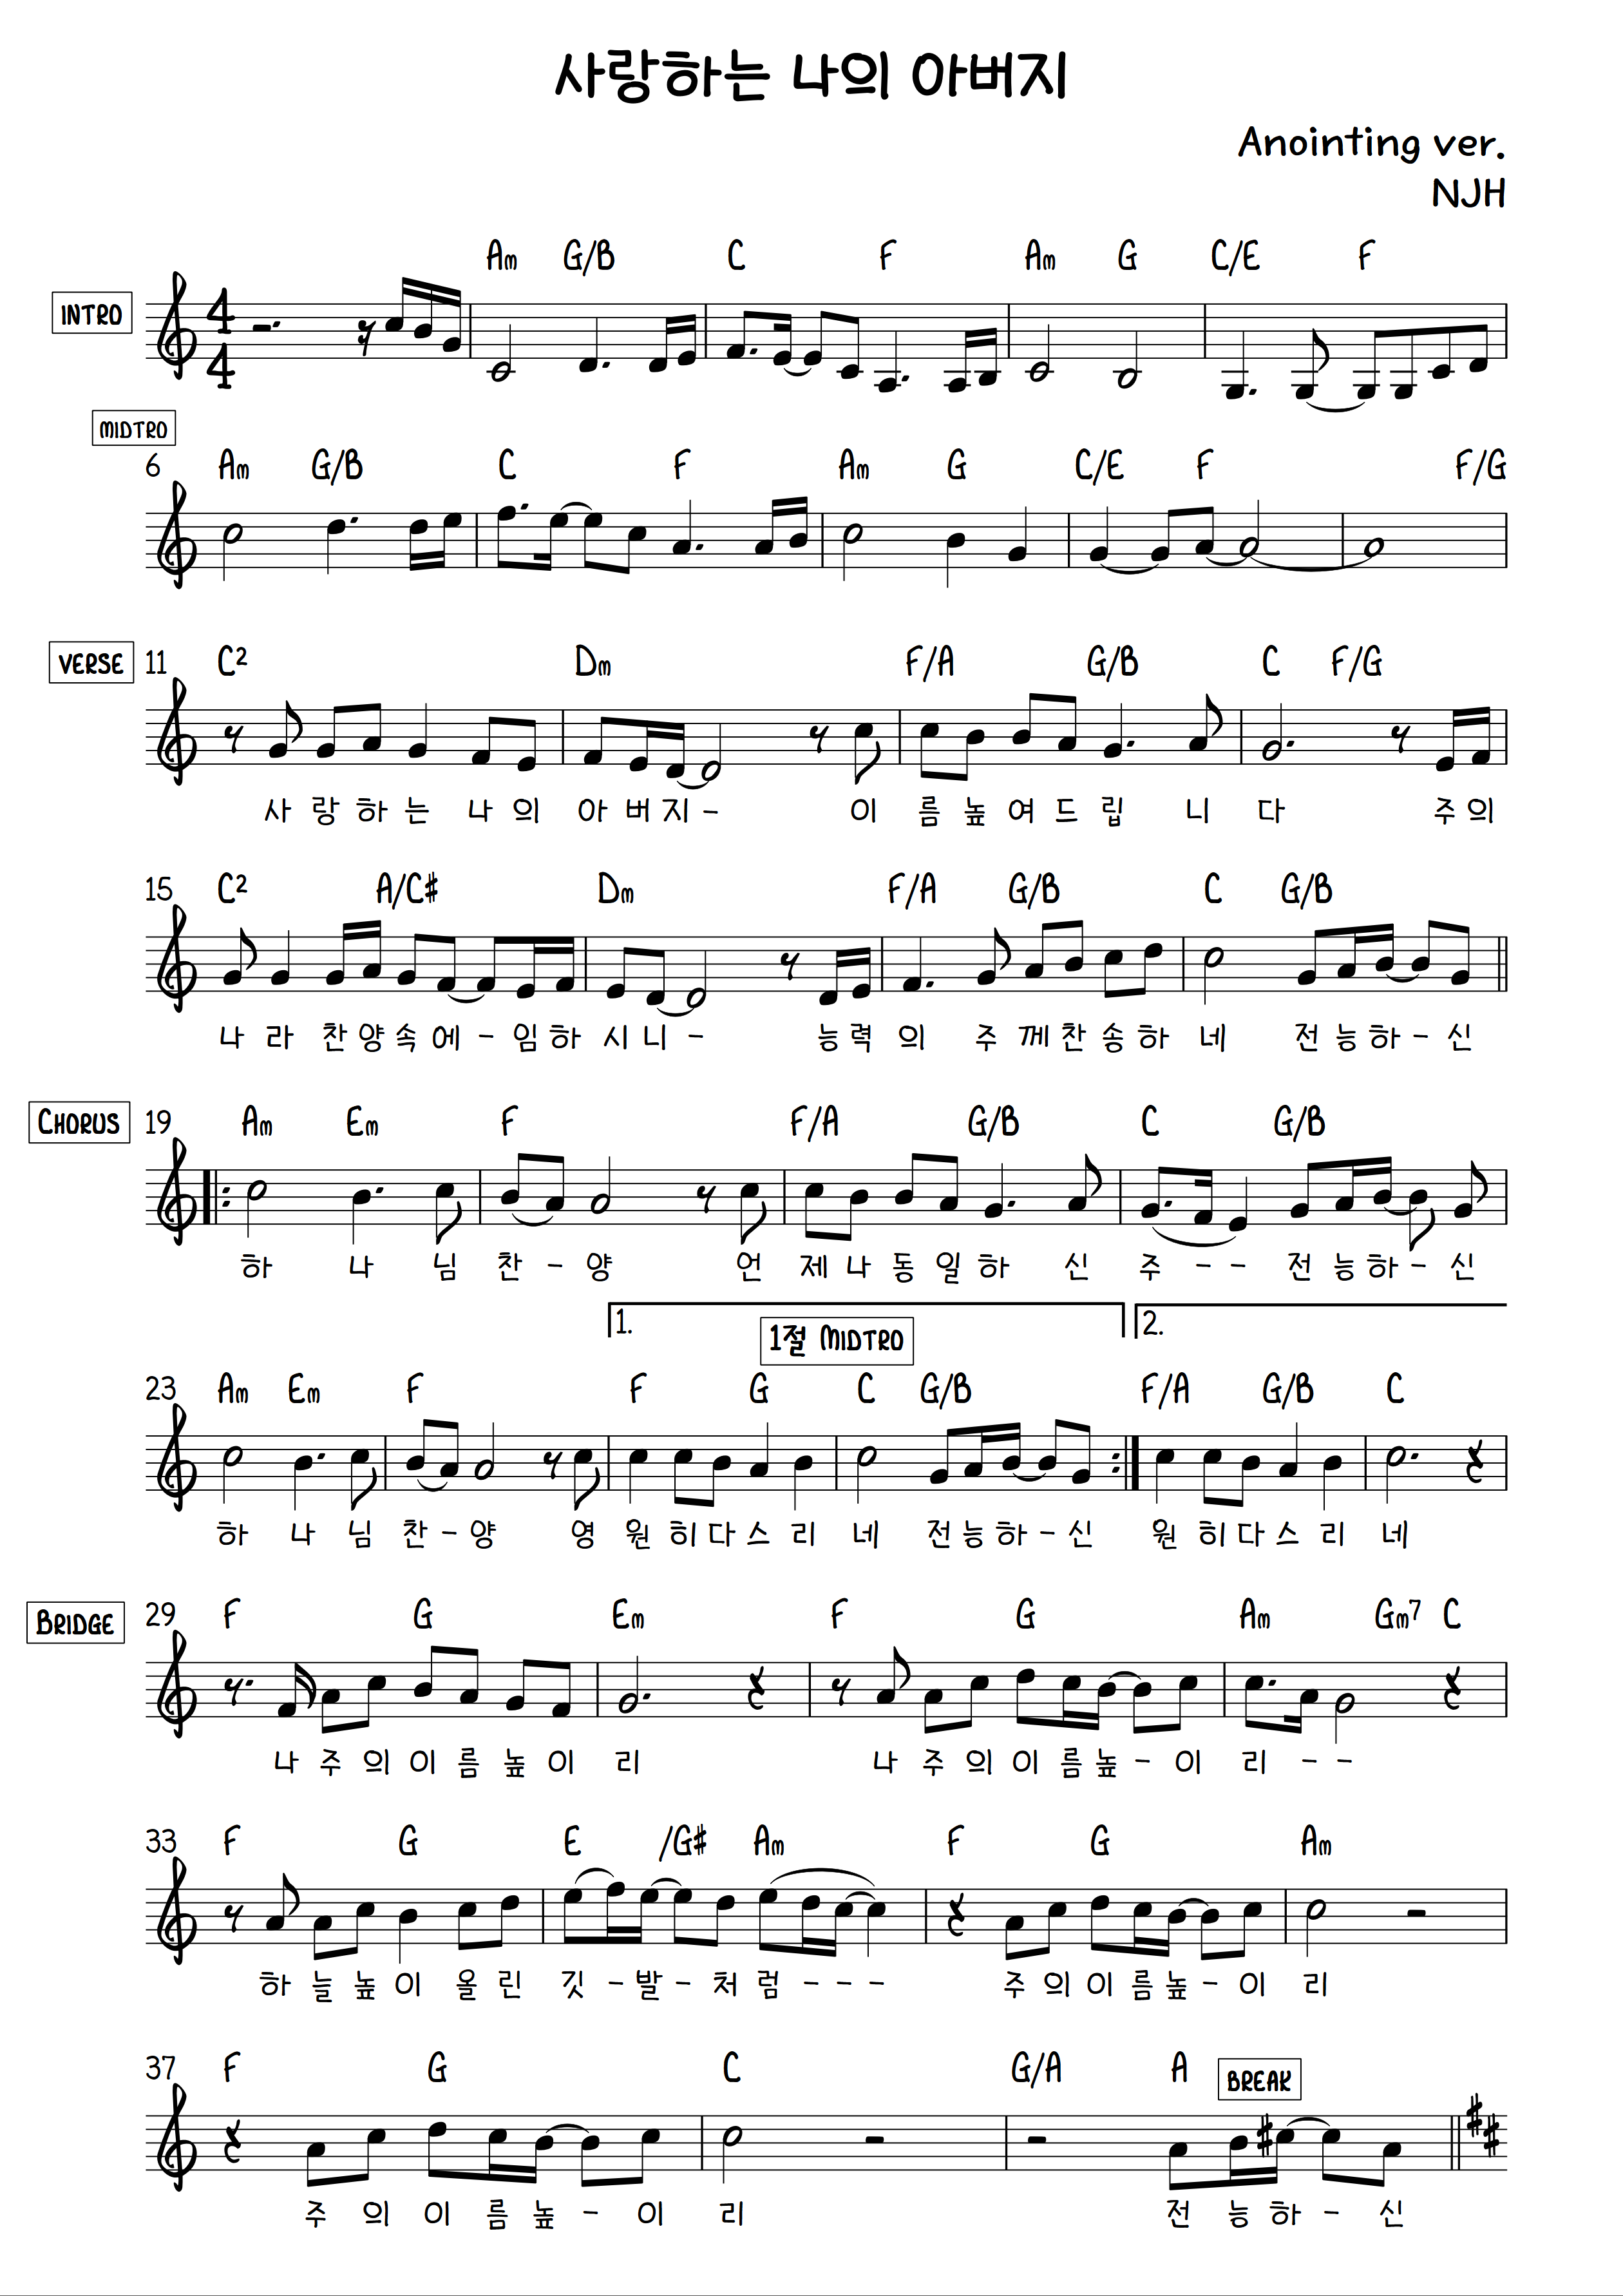 사랑하는 나의 아버지
Anointing ver.
NJH
Am G/B C F Am G C/E F
INTRO
MIDTRO
6 Am G/B C F Am G C/E F F/G
VERSE 11 C² Dm F/A G/B C F/G
사 랑 하 는 나 의 아 버 지 - 이 름 높 여 드 립 니 다 주 의
15 C² A/C# Dm F/A G/B C G/B
나 라 찬 양 속 에 - 임 하 시 니 - 능 력 의 주 께 찬 송 하 네 전 능 하 - 신
CHORUS 19 Am Em F F/A G/B C G/B
하 나 님 찬 - 양 언 제 나 동 일 하 신 주 - - 전 능 하 - 신
1. 2.
1절 MIDTRO
23 Am Em F F G C G/B F/A G/B C
하 나 님 찬 - 양 영 원 히 다 스 리 네 전 능 하 - 신 원 히 다 스 리 네
BRIDGE 29 F G Em F G Am Gm7 C
나 주 의 이 름 높 이 리 나 주 의 이 름 높 - 이 리 - -
33 F G E /G# Am F G Am
하 늘 높 이 올 린 깃 - 발 - 처 럼 - - - 주 의 이 름 높 - 이 리
37 F G C G/A A BREAK
주 의 이 름 높 - 이 리 전 능 하 - 신